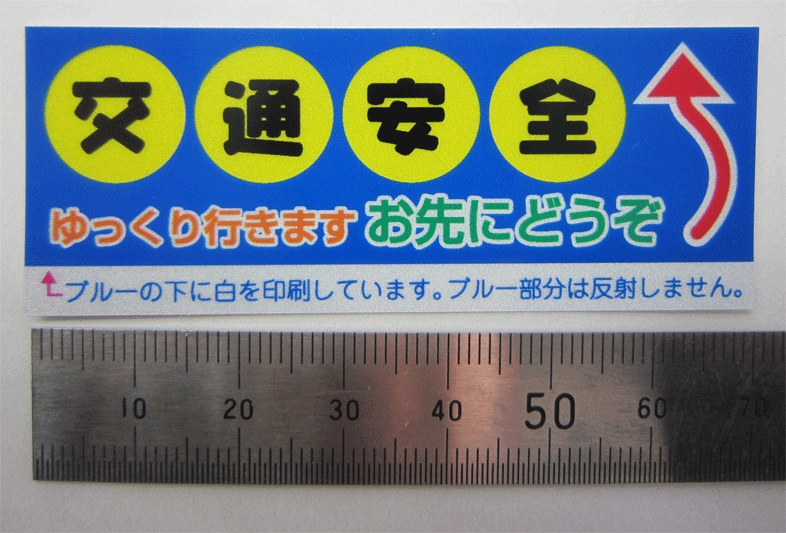 交通安全
ゆっくり行きます お先にどうぞ
ブルーの下に白を印刷しています。ブルー部分は反射しません。
10 20 30 40 50 60 70